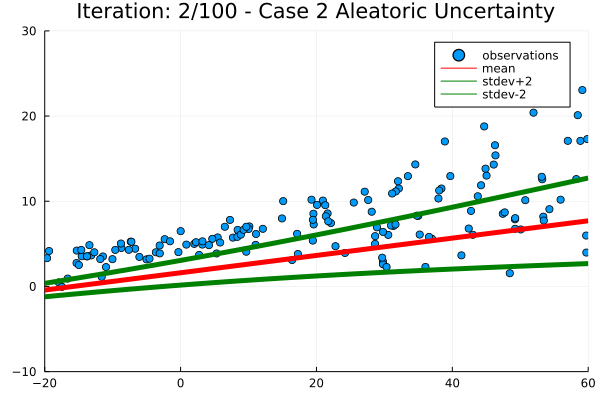 Iteration: 2/100 - Case 2 Aleatoric Uncertainty
30
observations
mean
stdev+2
stdev-2
20
10
0
−10
−20
0
20
40
60